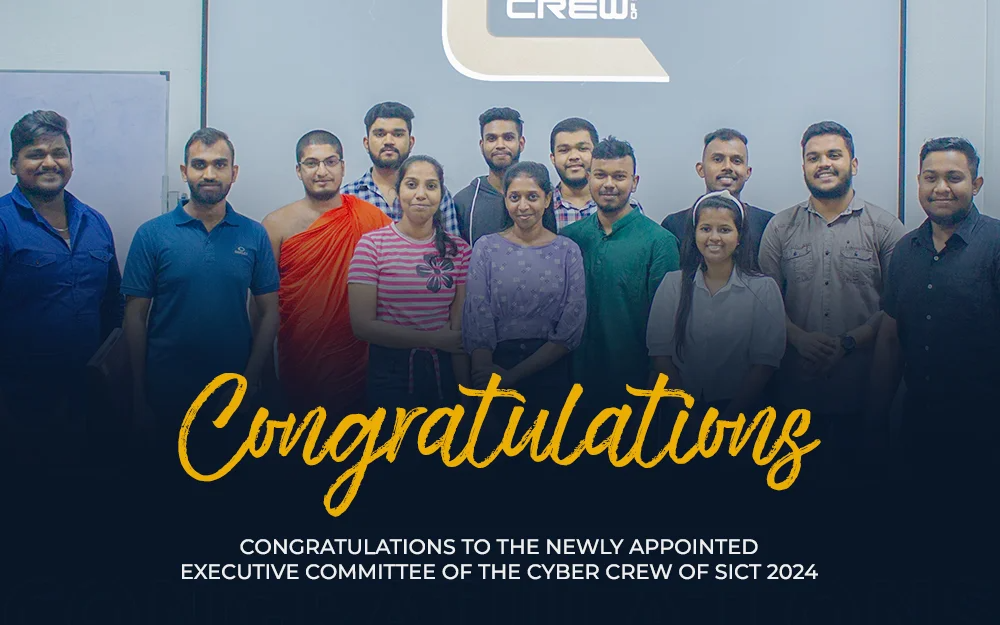 CREW
Congratulations
CONGRATULATIONS TO THE NEWLY APPOINTED
EXECUTIVE COMMITTEE OF THE CYBER CREW OF SICT 2024